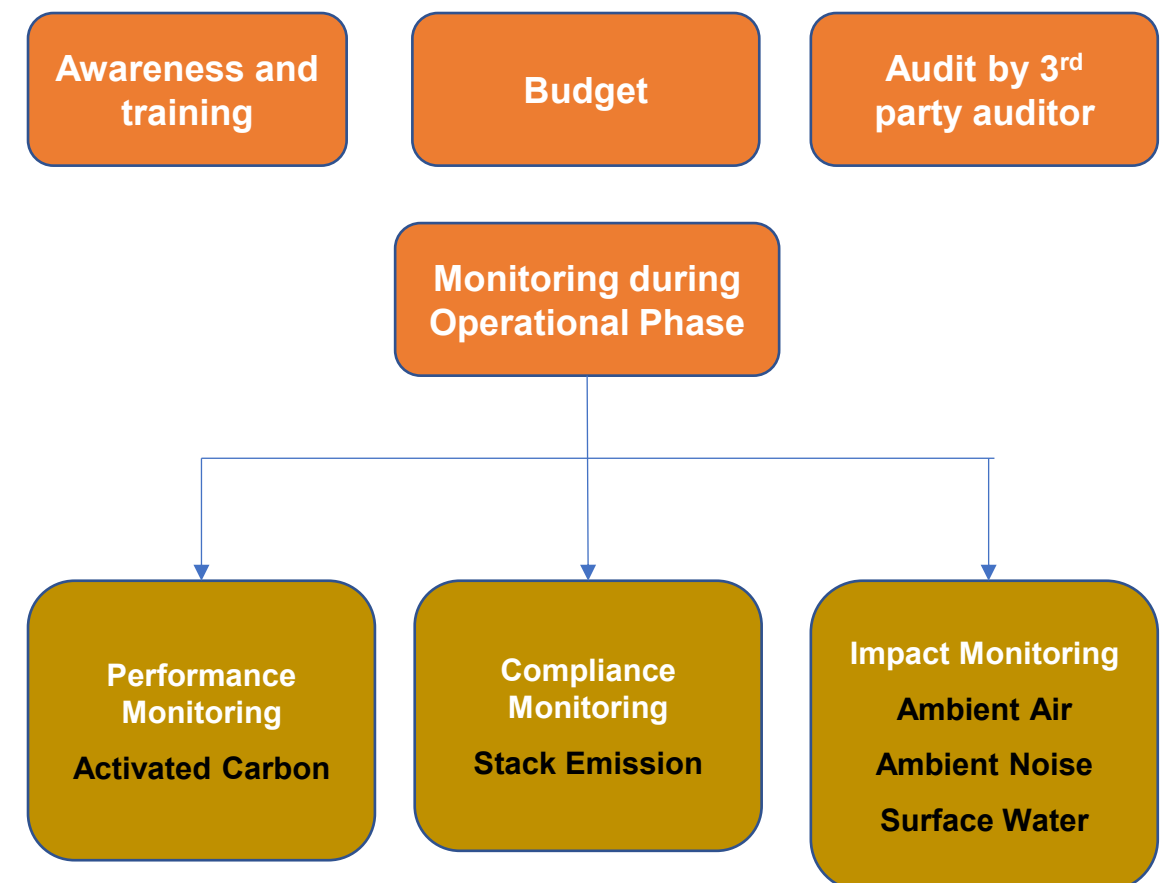 Awareness and
training
Budget
Audit by 3rd
party auditor
Monitoring during
Operational Phase
Performance
Monitoring
Activated Carbon
Compliance
Monitoring
Stack Emission
Impact Monitoring
Ambient Air
Ambient Noise
Surface Water